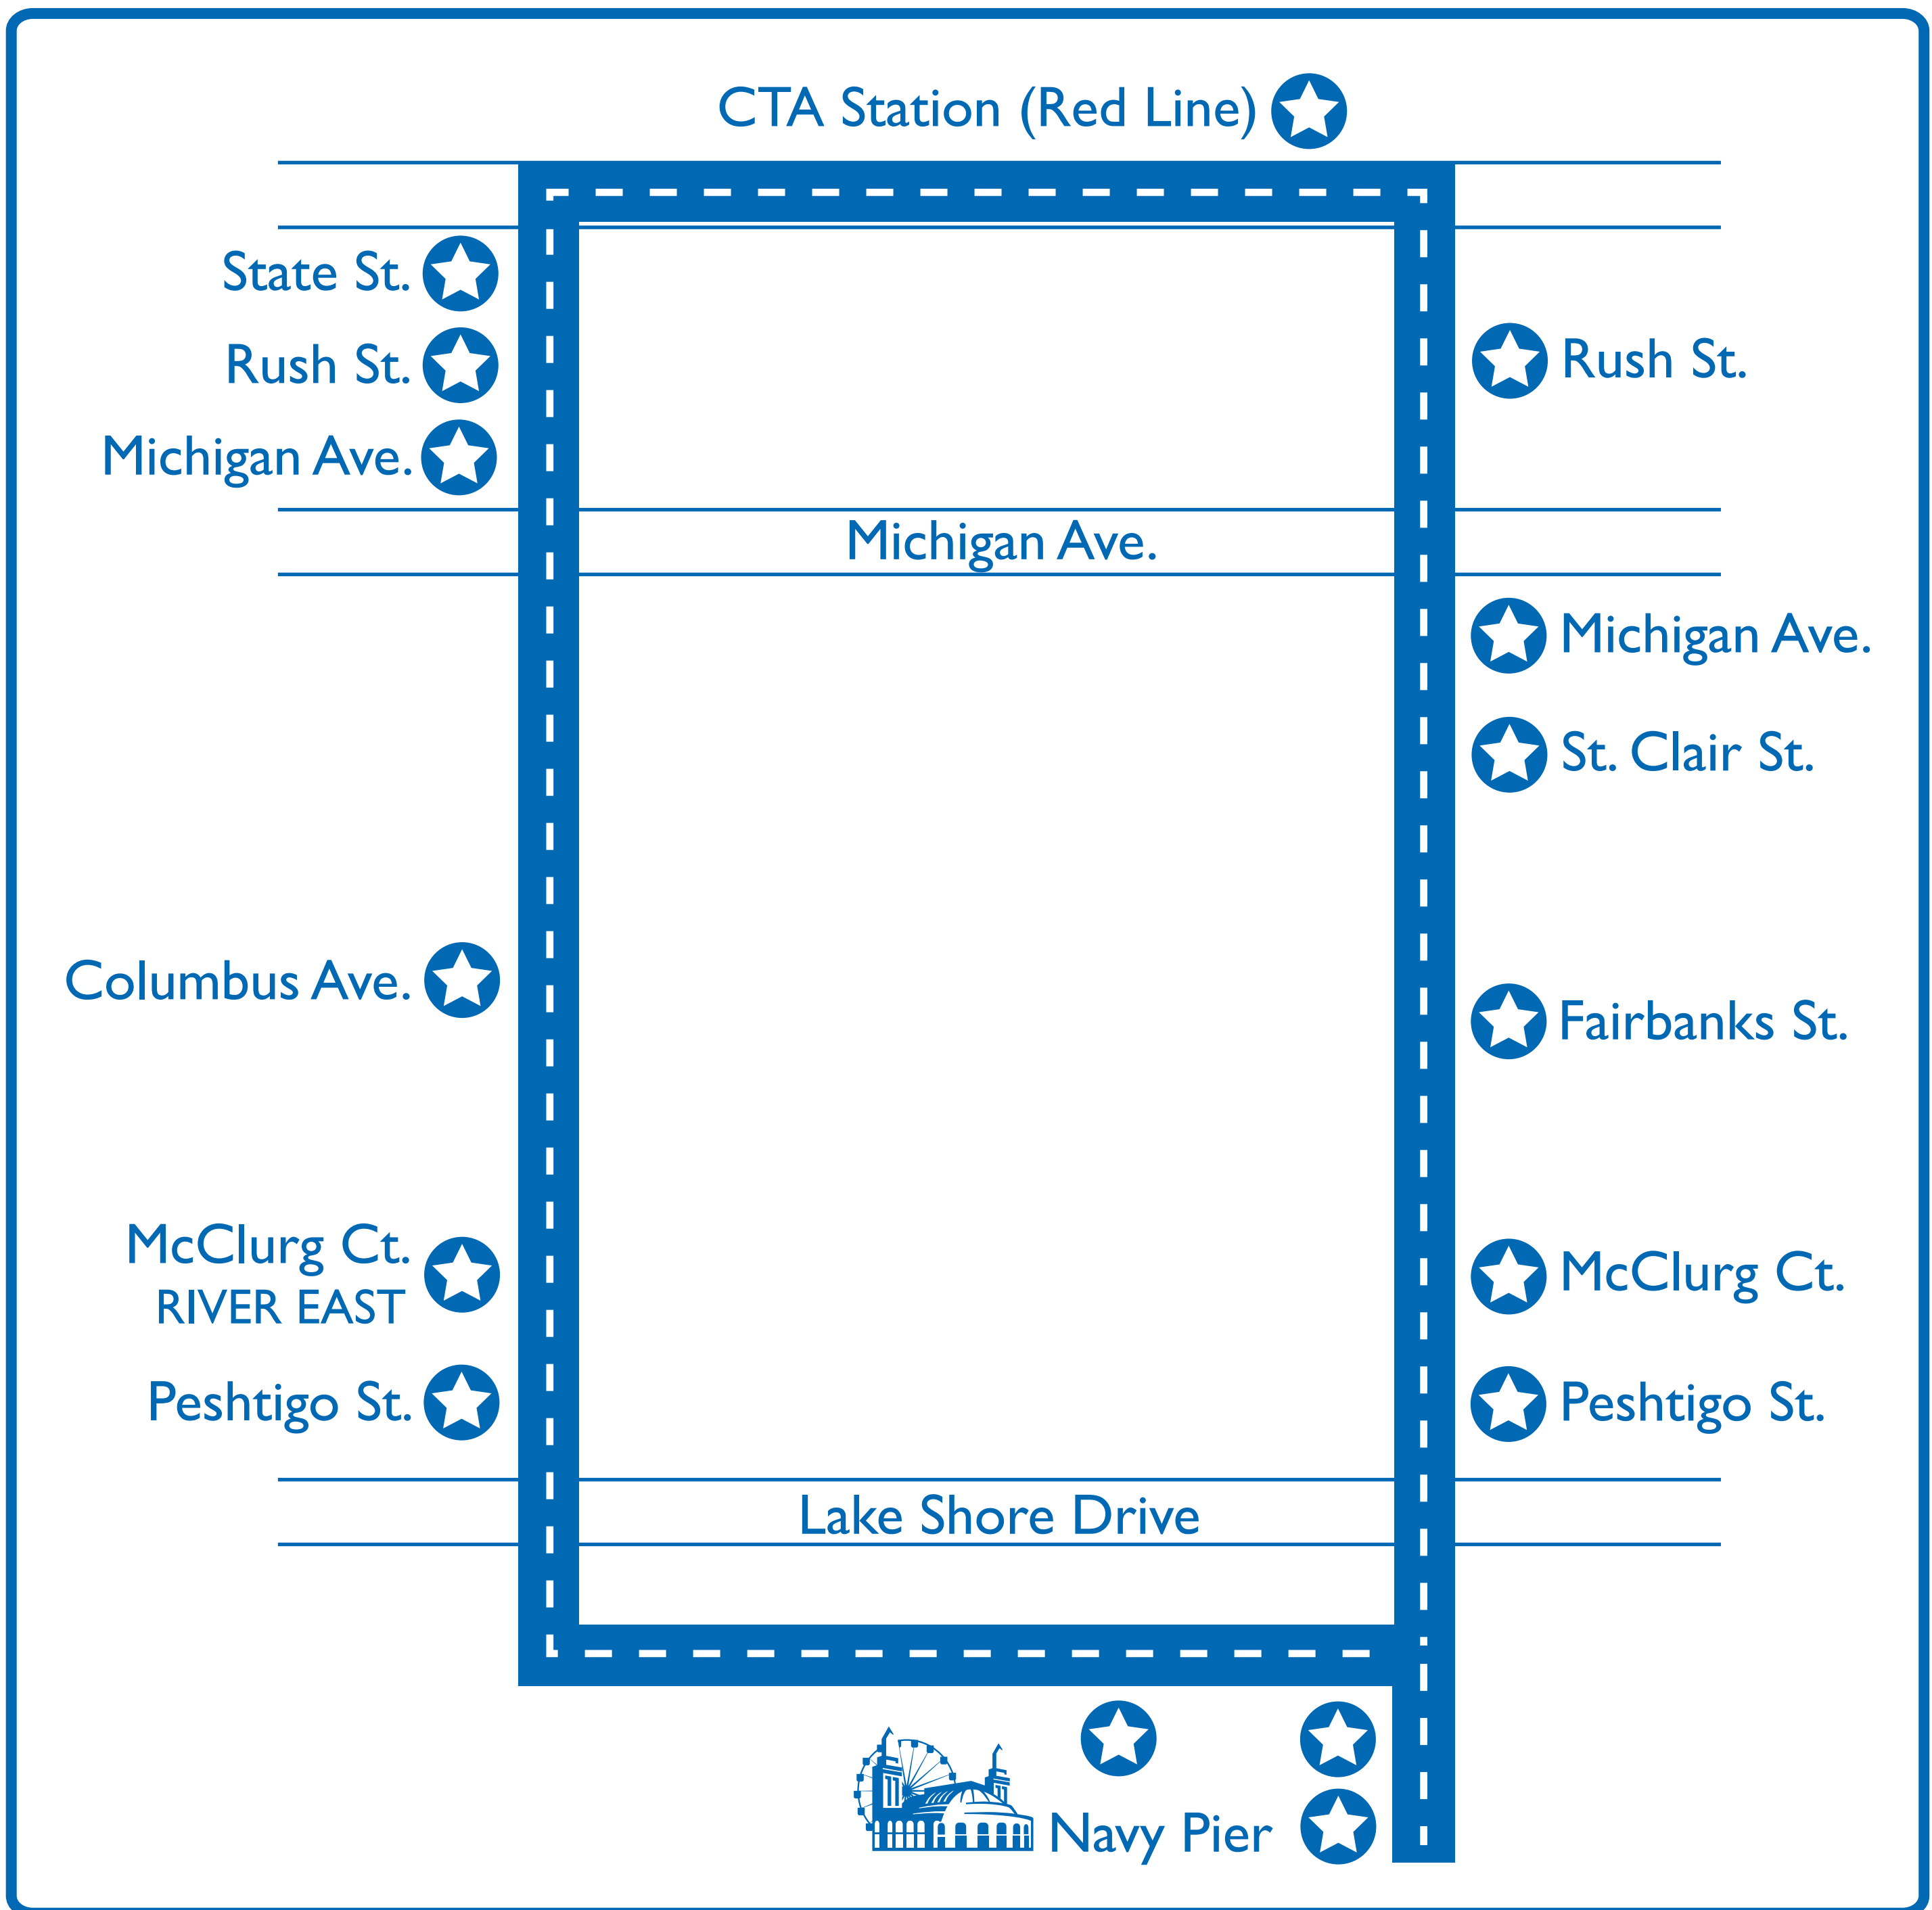 CTA Station (Red Line)
State St.
Rush St.
Rush St.
Michigan Ave.
Michigan Ave.
Michigan Ave.
St. Clair St.
Columbus Ave.
Fairbanks St.
McClurg Ct.
RIVER EAST
McClurg Ct.
Peshtigo St.
Peshtigo St.
Lake Shore Drive
Navy Pier